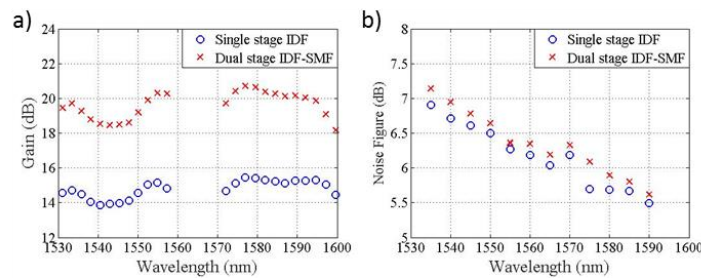 a)
24
22
20
18
16
14
12
Gain (dB)
Single stage IDF
Dual stage IDF-SMF
1530 1540 1550 1560 1570 1580 1590 1600
Wavelength (nm)
b)
8
7.5
7
6.5
6
5.5
5
Noise Figure (dB)
Single stage IDF
Dual stage IDF-SMF
1530 1540 1550 1560 1570 1580 1590 1600
Wavelength (nm)